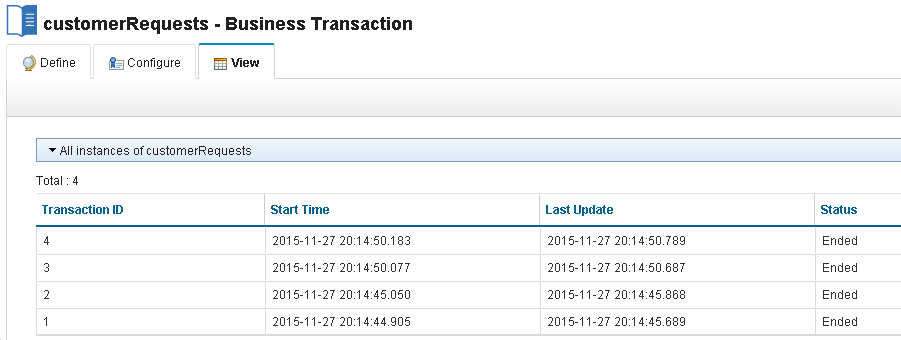 customerRequests - Business Transaction
Define Configure View
All instances of customerRequests
Total : 4
Transaction ID Start Time Last Update Status
4 2015-11-27 20:14:50.183 2015-11-27 20:14:50.789 Ended
3 2015-11-27 20:14:50.077 2015-11-27 20:14:50.687 Ended
2 2015-11-27 20:14:45.050 2015-11-27 20:14:45.868 Ended
1 2015-11-27 20:14:44.905 2015-11-27 20:14:45.689 Ended